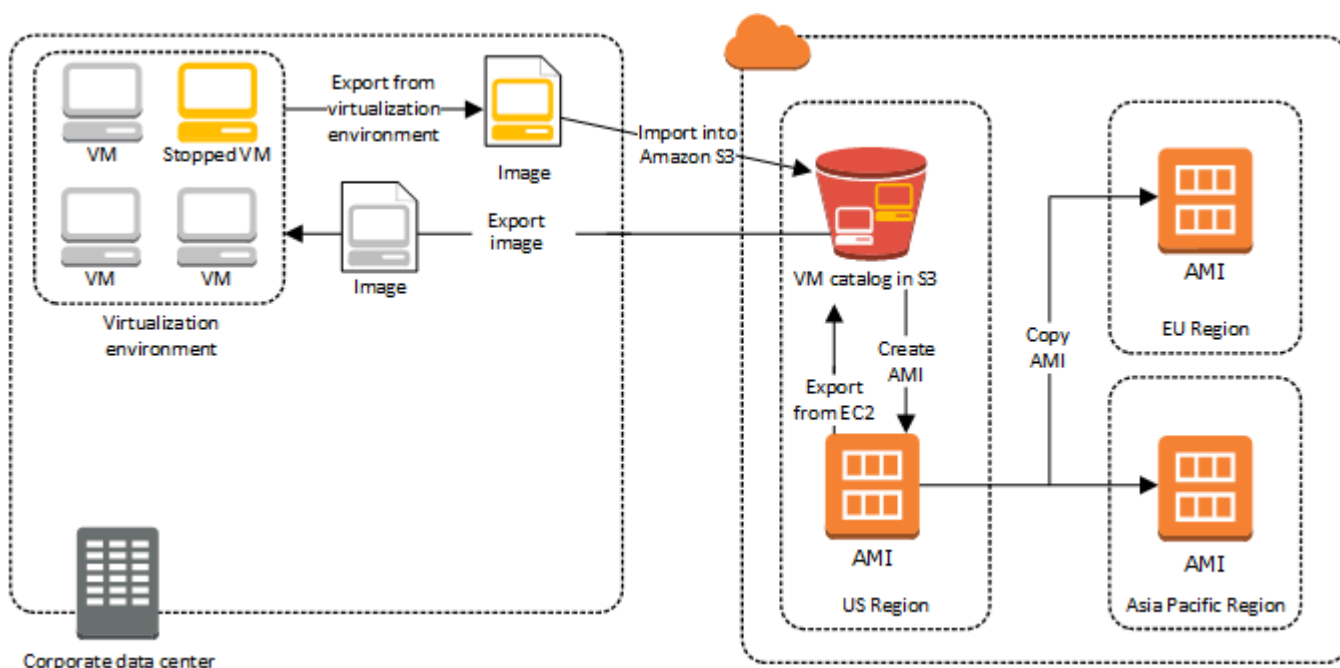 VM
Stopped VM
VM
VM
Virtualization
environment
Export from
virtualization
environment
Image
Import into
Amazon S3
Export
image
Image
Corporate data center
VM catalog in S3
Create
AMI
Export
from EC2
AMI
US Region
Copy
AMI
AMI
EU Region
AMI
Asia Pacific Region